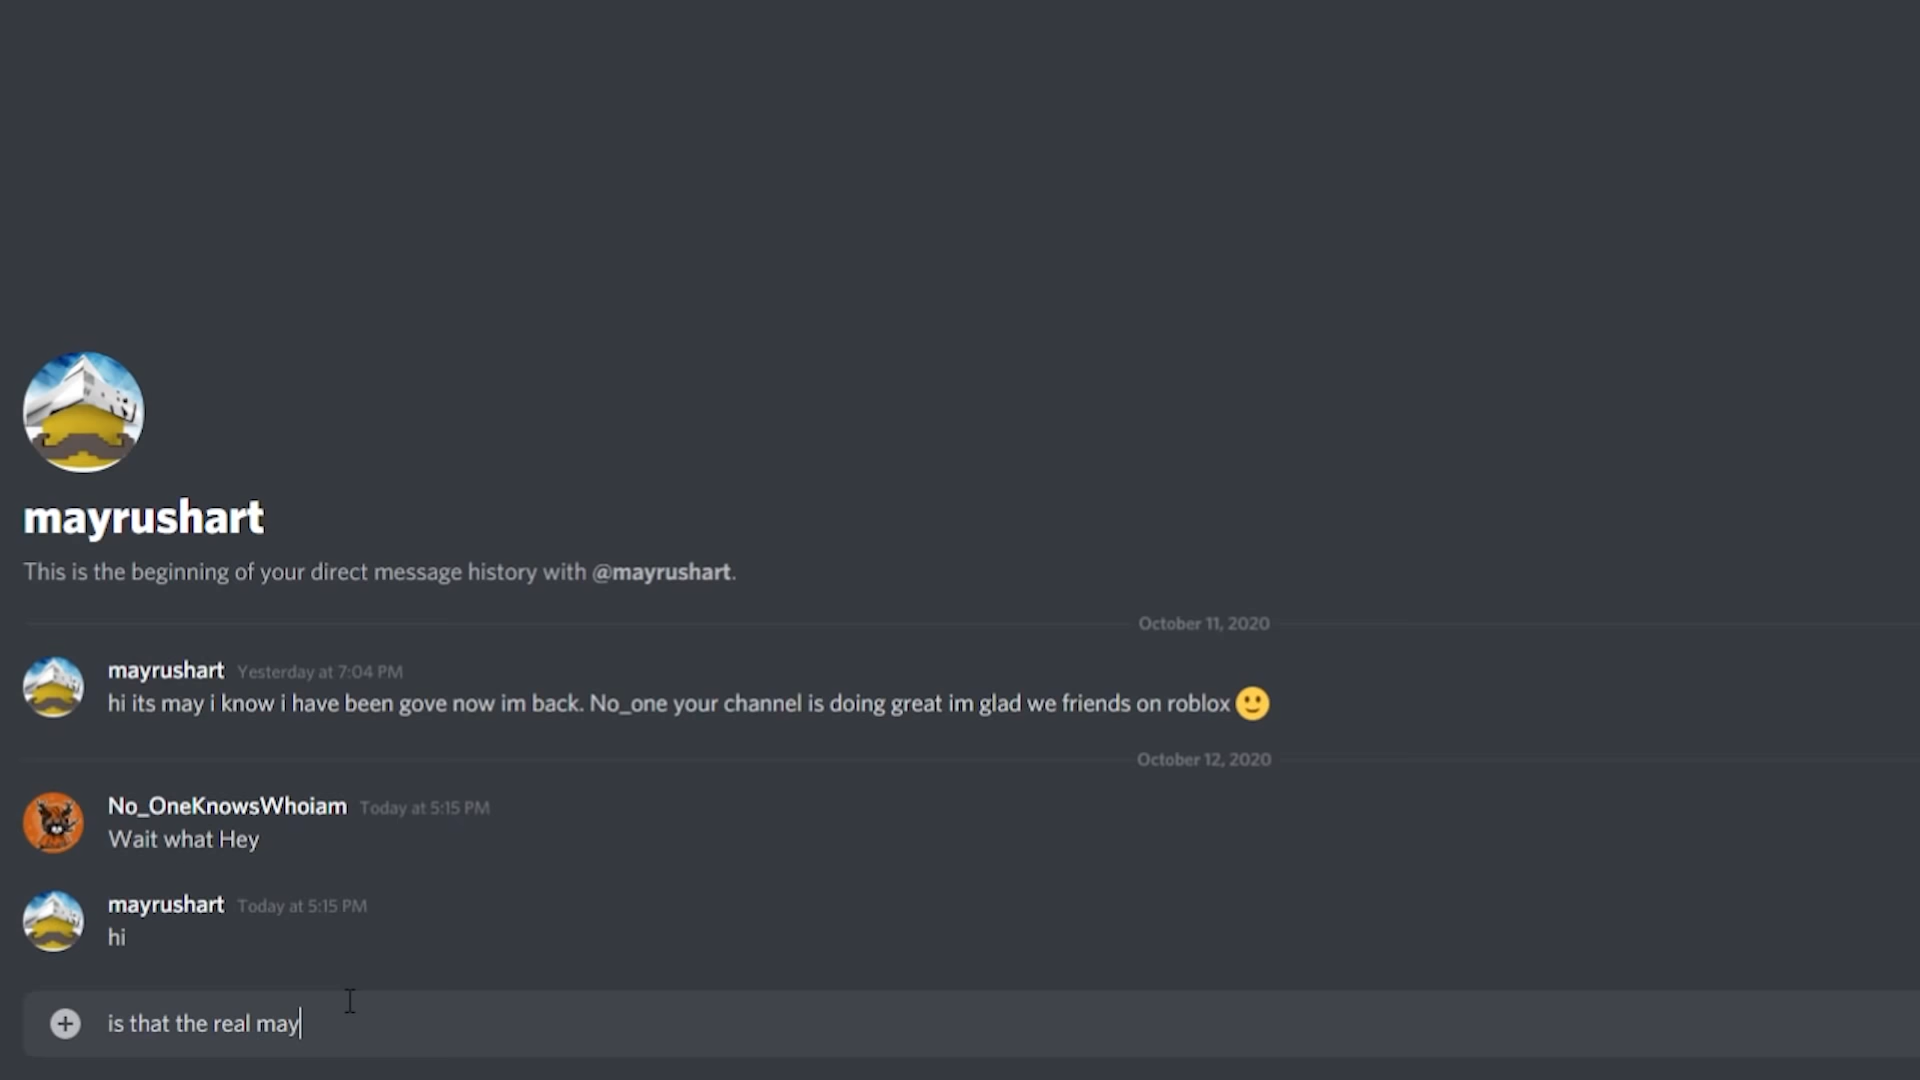 mayrushart
This is the beginning of your direct message history with @mayrushart.
October 11, 2020
mayrushart Yesterday at 7:04 PM
hi its may i know i have been gove now im back. No_one your channel is doing great im glad we friends on roblox
October 12, 2020
No_OneKnowsWhoiam Today at 5:15 PM
Wait what Hey
mayrushart Today at 5:15 PM
hi
is that the real may